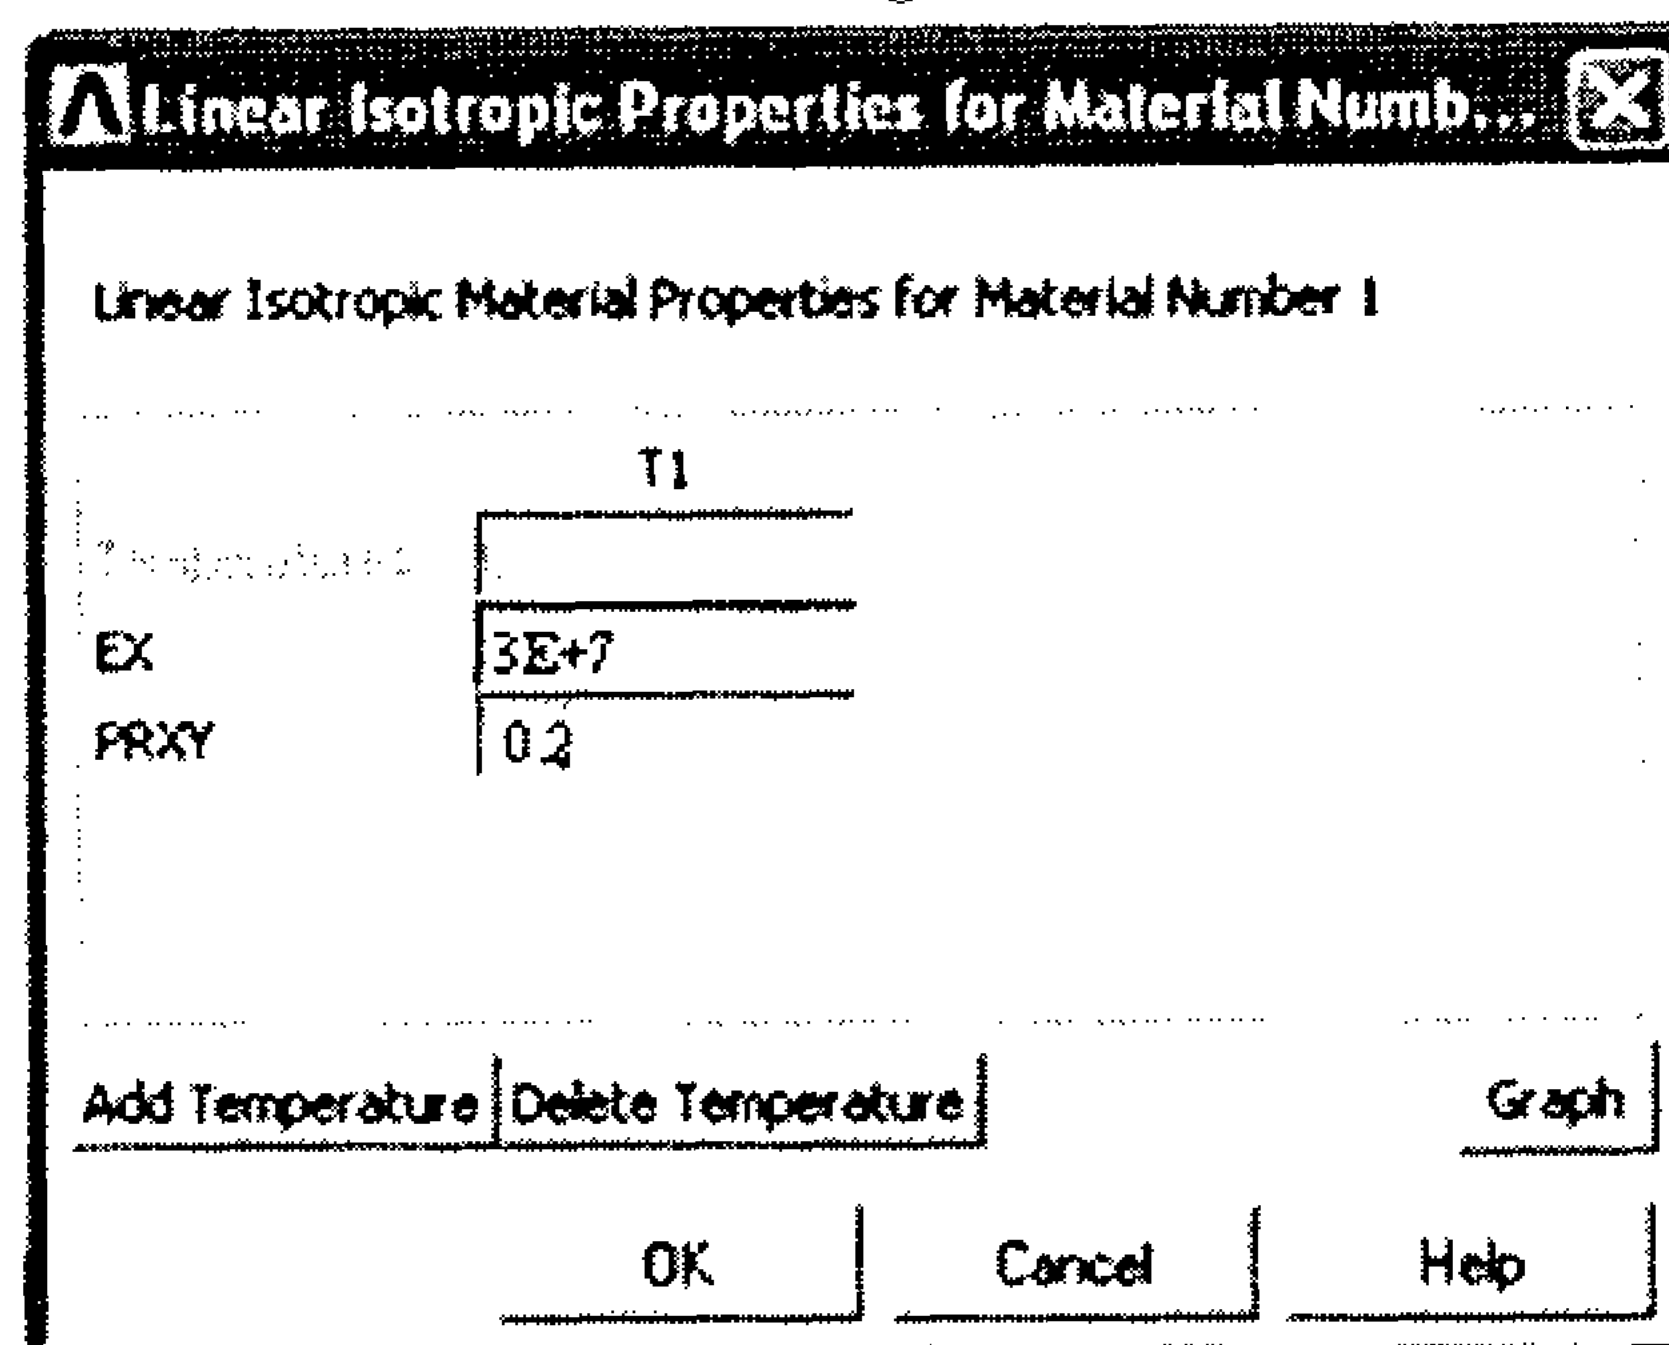 Linear Isotropic Properties for Material Numb...
Linear Isotropic Material Properties for Material Number 1
T1
EX 3E+7
PRXY 0.2
Add Temperature Delete Temperature Graph
OK Cancel Help